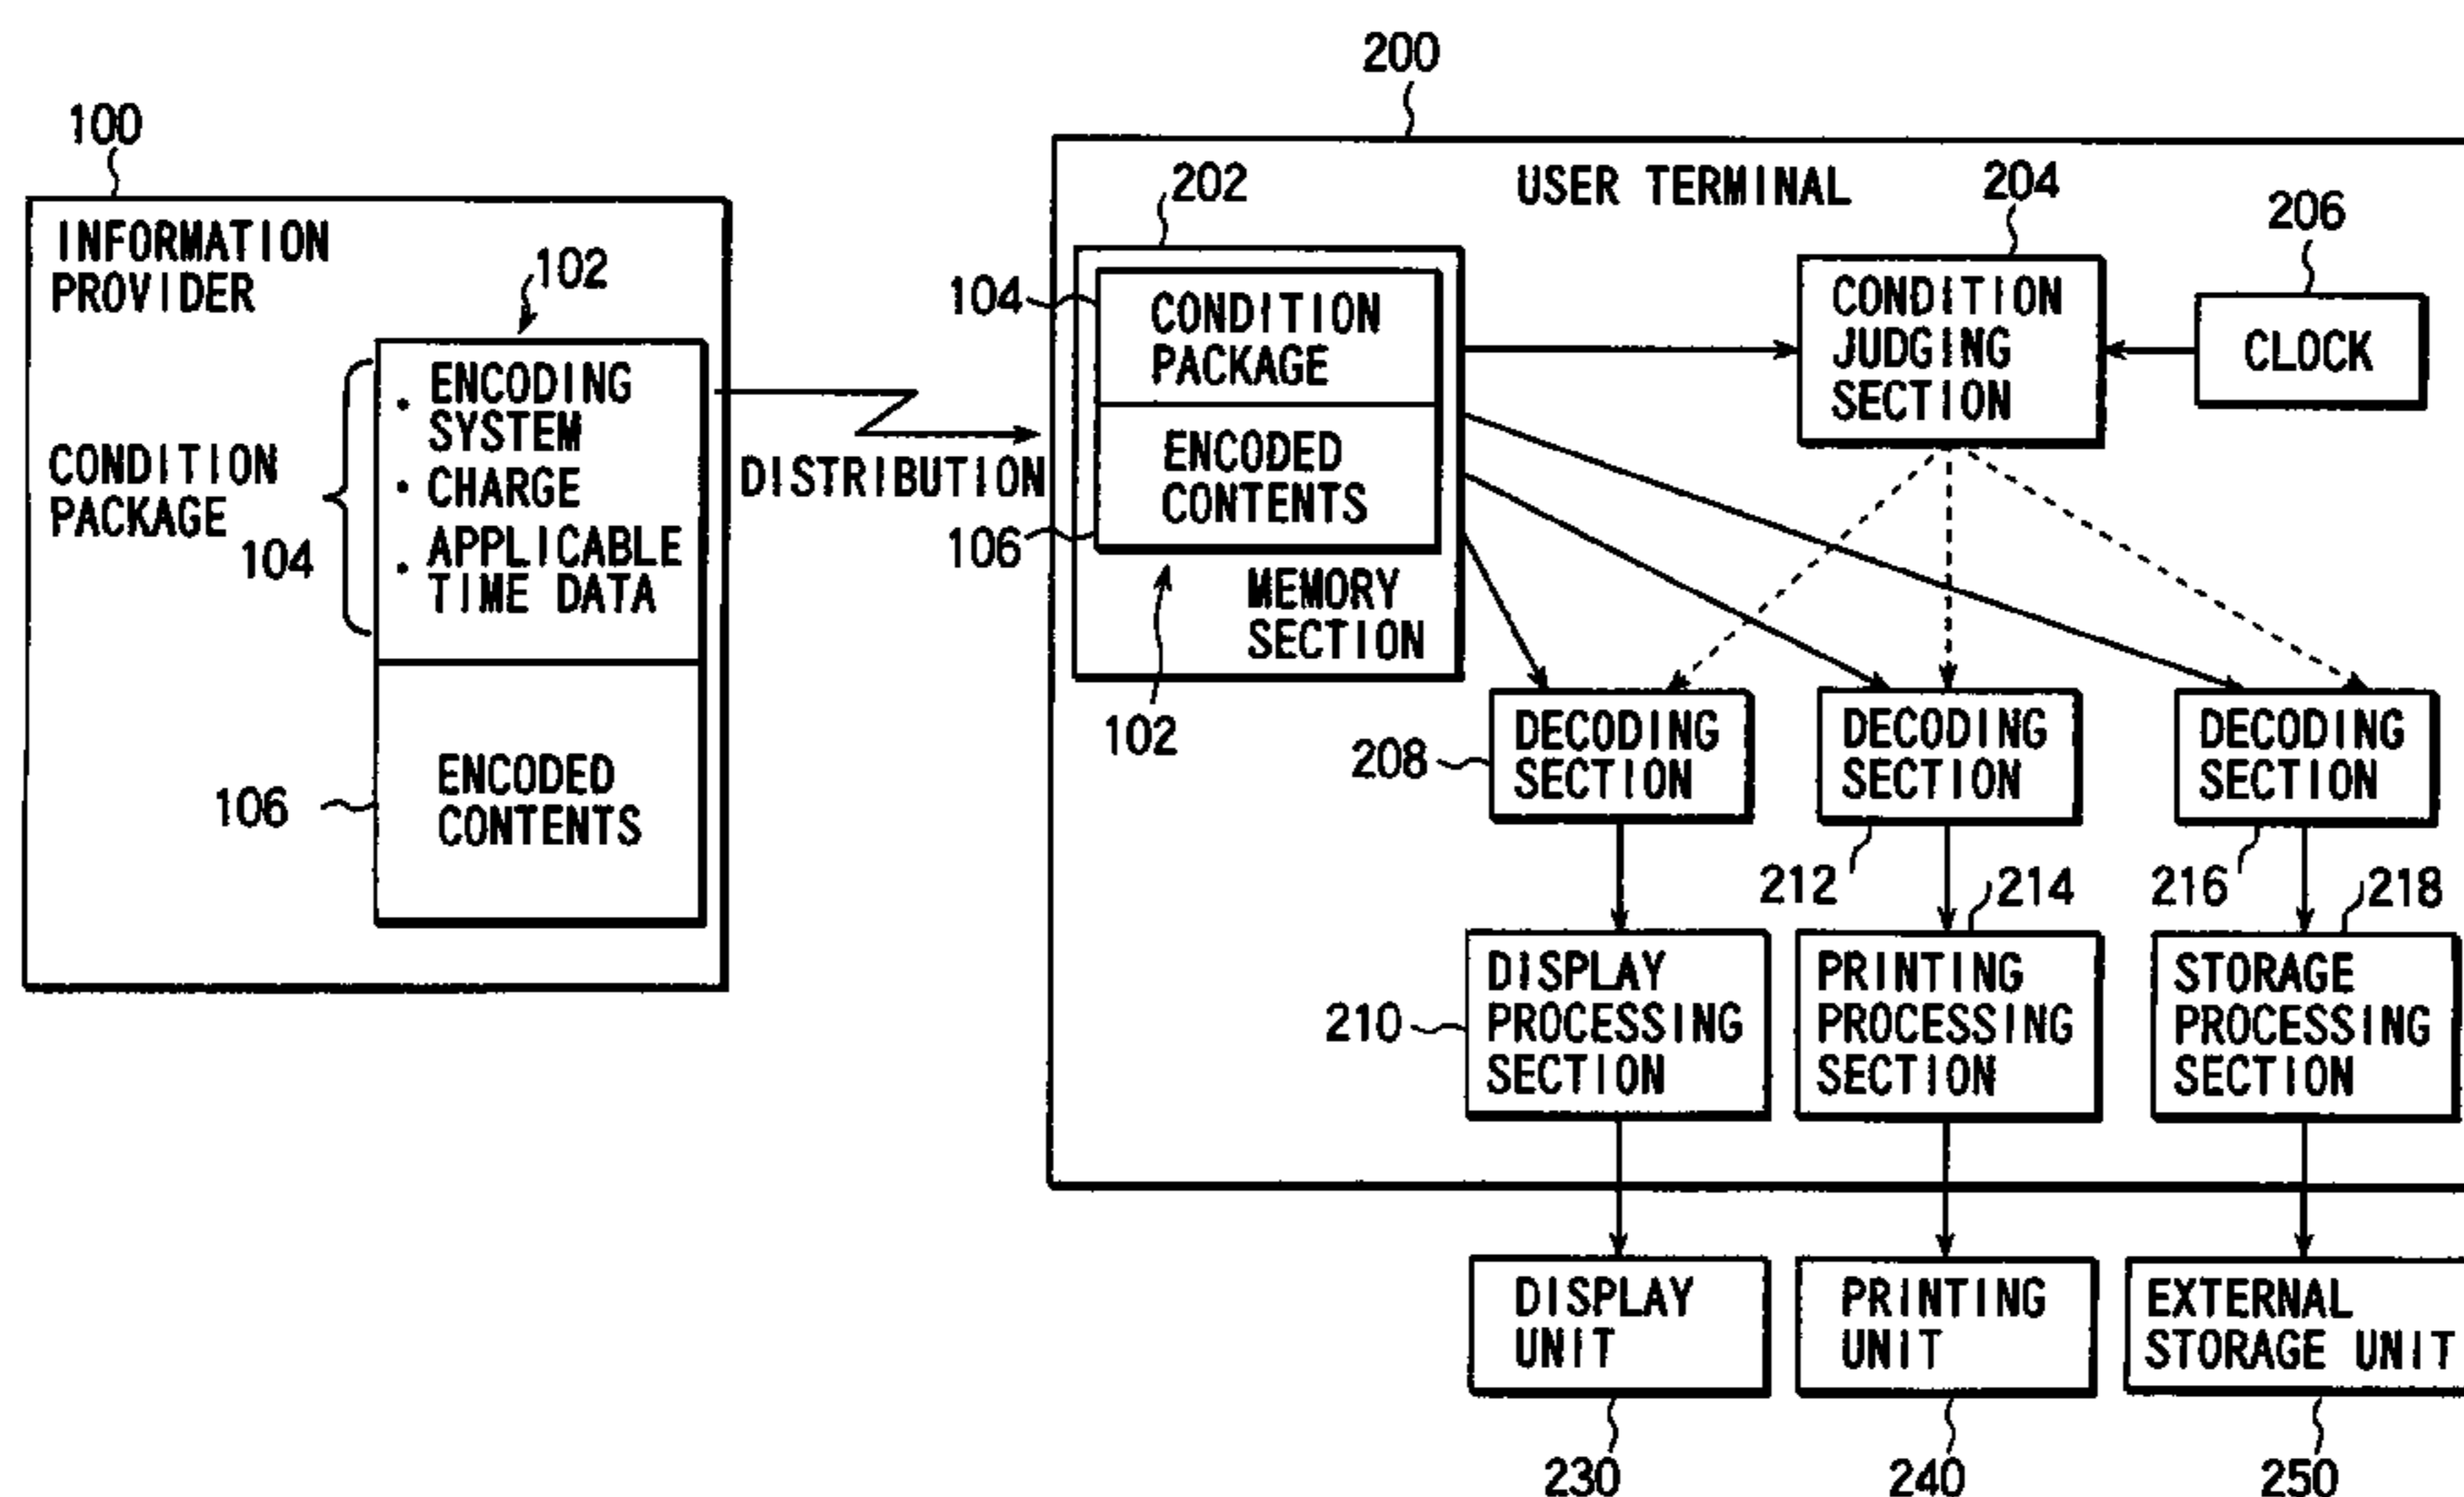 200
100
202
USER TERMINAL
204
206
INFORMATION
PROVIDER
102
104
CONDITION
PACKAGE
CONDITION
JUDGING
SECTION
CLOCK
• ENCODING
SYSTEM
• CHARGE
• APPLICABLE
TIME DATA
CONDITION
PACKAGE
104
DISTRIBUTION
ENCODED
CONTENTS
106
MEMORY
SECTION
102
ENCODED
CONTENTS
106
208
DECODING
SECTION
DECODING
SECTION
DECODING
SECTION
212
214
216
218
210
DISPLAY
PROCESSING
SECTION
PRINTING
PROCESSING
SECTION
STORAGE
PROCESSING
SECTION
DISPLAY
UNIT
PRINTING
UNIT
EXTERNAL
STORAGE UNIT
230
240
250